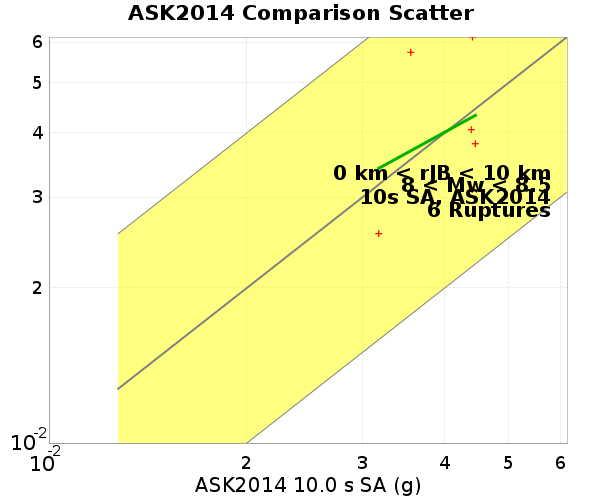 ASK2014 Comparison Scatter
6
5
4
3
2
10-2
10-2
2
3
4
5
6
0 km < rJB < 10 km
8 < Mw < 8.5
10s SA, ASK2014
6 Ruptures
ASK2014 10.0 s SA (g)